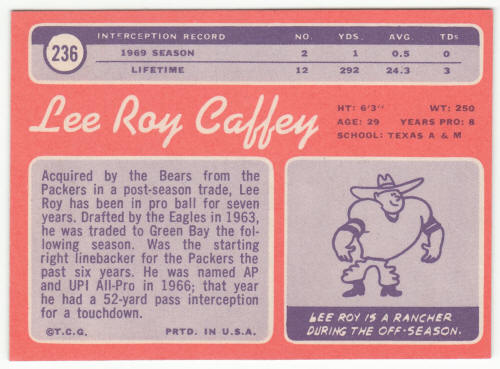 236
INTERCEPTION RECORD NO. YDS. AVG. TDs
1969 SEASON 2 1 0.5 0
LIFETIME 12 292 24.3 3
Lee Roy Caffey
HT: 6'3" WT: 250
AGE: 29 YEARS PRO: 8
SCHOOL: TEXAS A & M
Acquired by the Bears from the
Packers in a post-season trade, Lee
Roy has been in pro ball for seven
years. Drafted by the Eagles in 1963,
he was traded to Green Bay the fol-
lowing season. Was the starting
right linebacker for the Packers the
past six years. He was named AP
and UPI All-Pro in 1966; that year
he had a 52-yard pass interception
for a touchdown.
©T.C.G. PRTD. IN U.S.A.
LEE ROY IS A RANCHER
DURING THE OFF-SEASON.